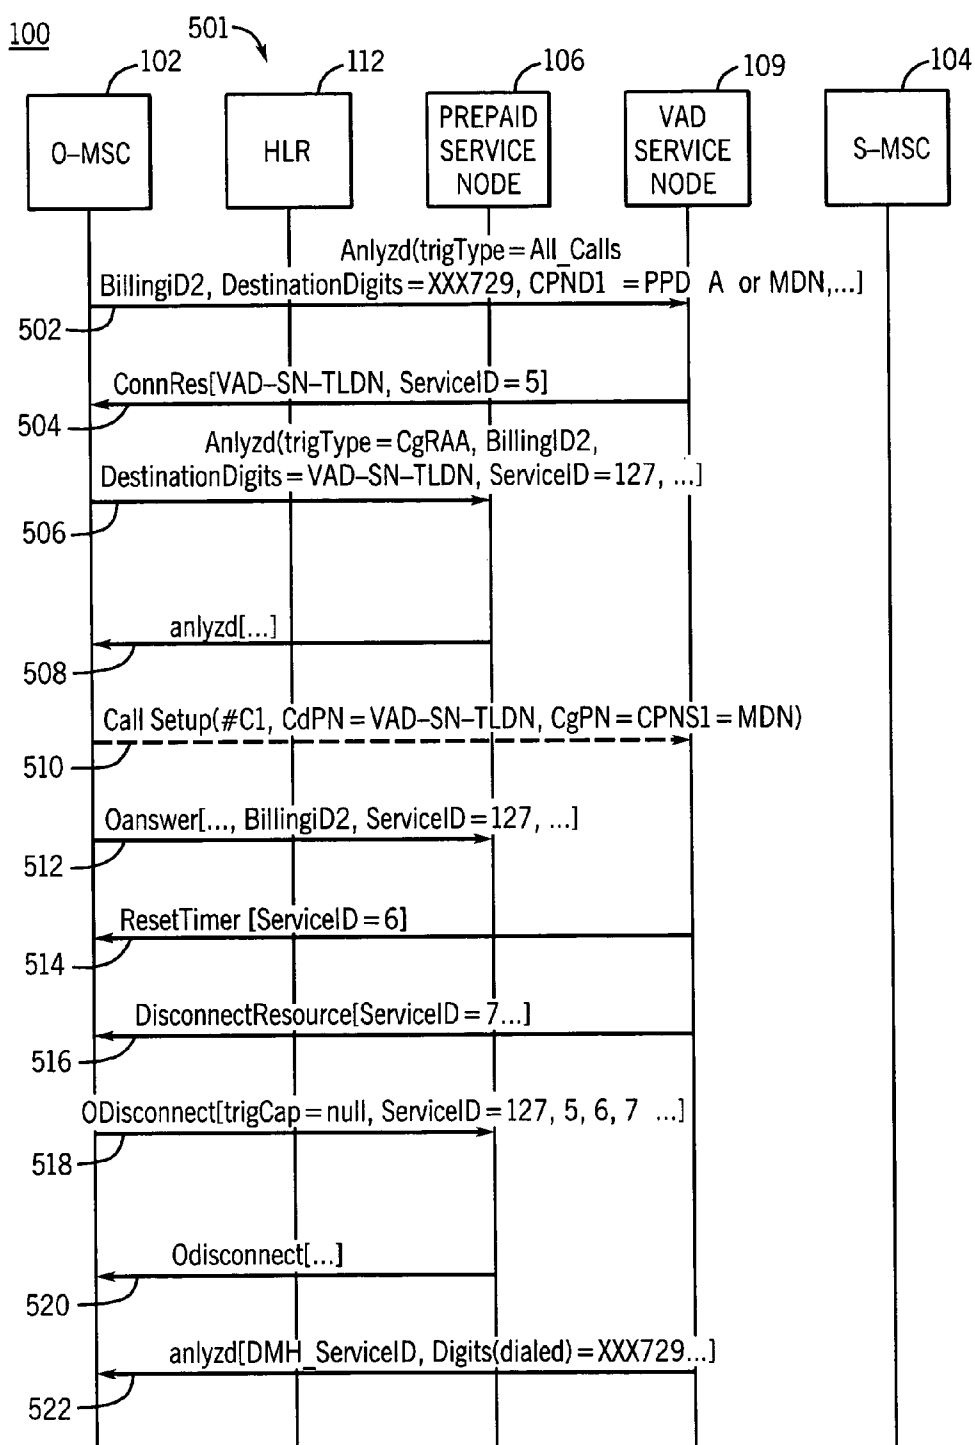 100
501
102
112
106
109
104
O–MSC
HLR
PREPAID
SERVICE
NODE
VAD
SERVICE
NODE
S–MSC
Anlyzd(trigType=All_Calls
BillingiD2, DestinationDigits=XXX729, CPND1 =PPD A or MDN,...]
502
ConnRes[VAD–SN–TLDN, ServiceID=5]
504
Anlyzd(trigType=CgRAA, BillingID2,
DestinationDigits=VAD–SN–TLDN, ServiceID=127, ...]
506
anlyzd[...]
508
Call Setup(#C1, CdPN=VAD–SN–TLDN, CgPN=CPNS1=MDN)
510
Oanswer[..., BillingiD2, ServiceID=127, ...]
512
ResetTimer [ServiceID=6]
514
DisconnectResource[ServiceID=7...]
516
ODisconnect[trigCap=null, ServiceID=127, 5, 6, 7 ...]
518
Odisconnect[...]
520
anlyzd[DMH_ServiceID, Digits(dialed)=XXX729...]
522